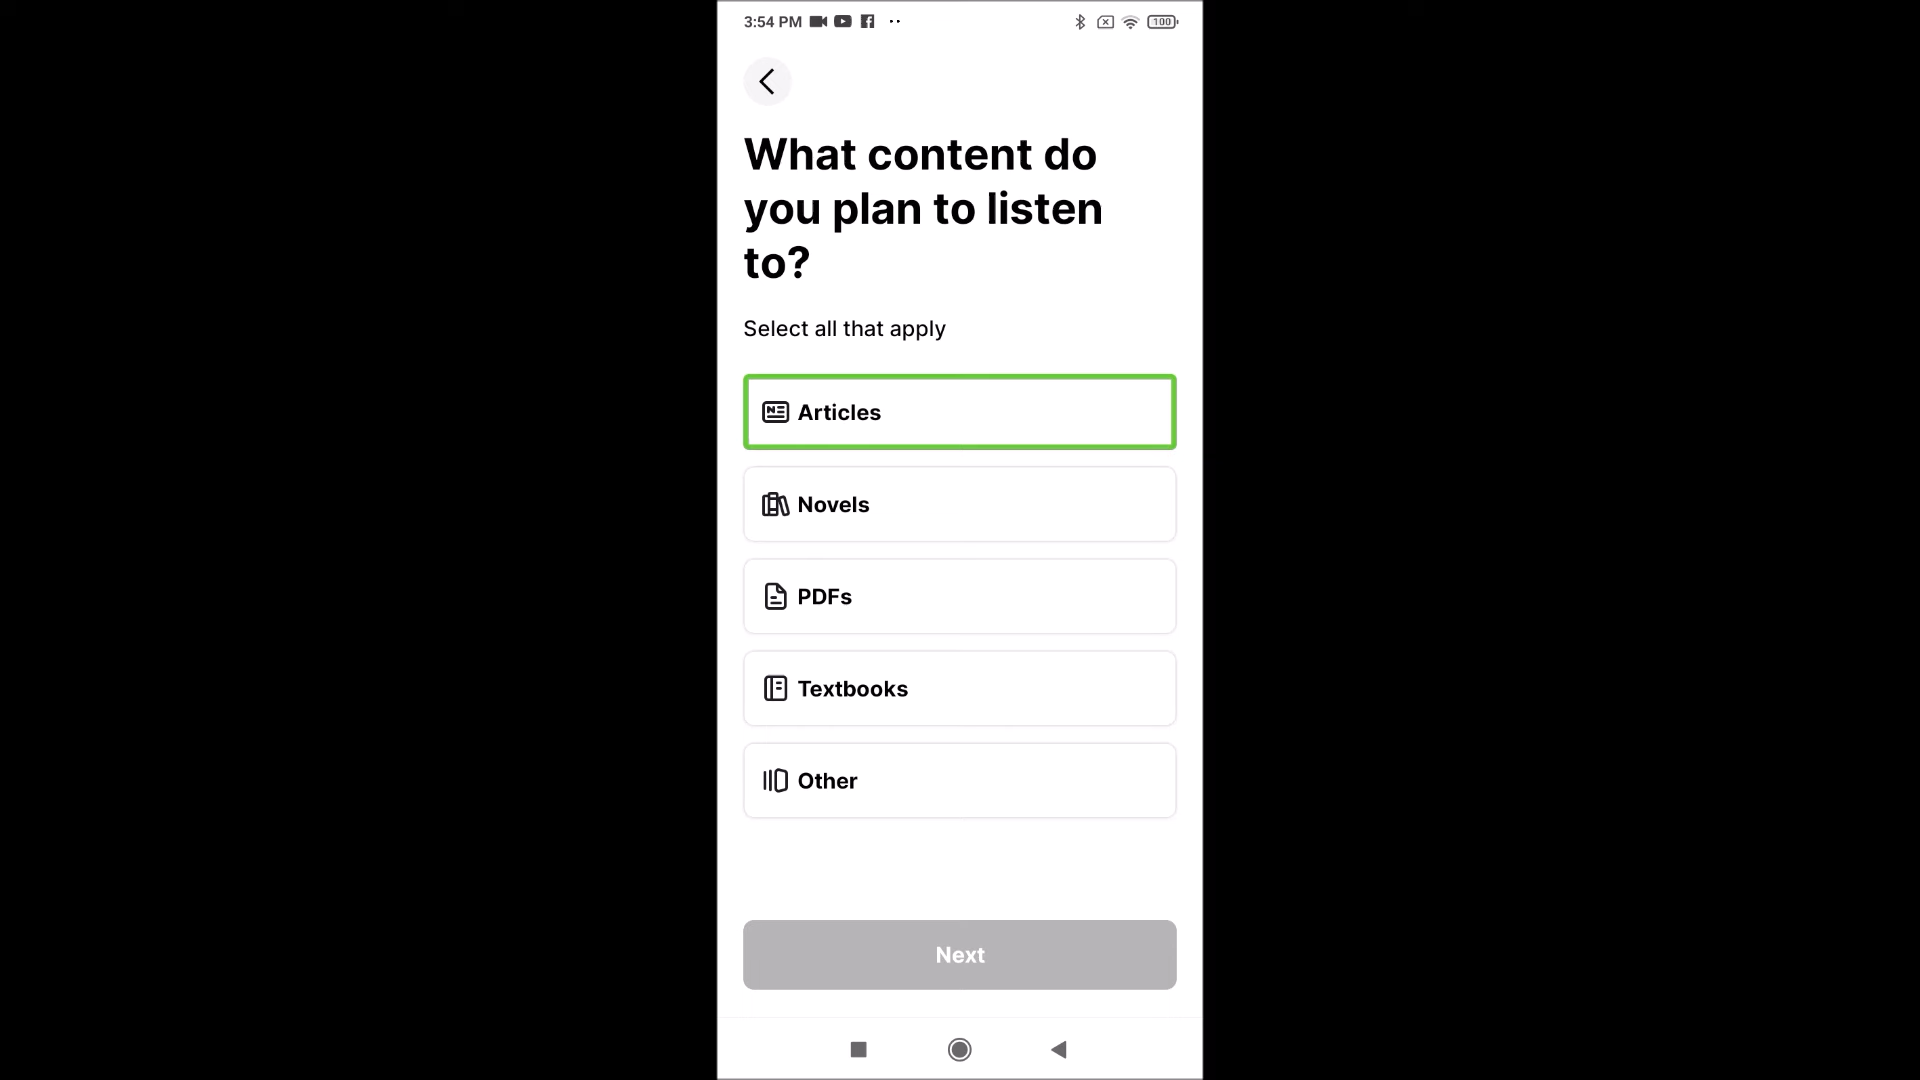 3:54 PM
100
What content do
you plan to listen
to?
Select all that apply
Articles
Novels
PDFs
Textbooks
Other
Next